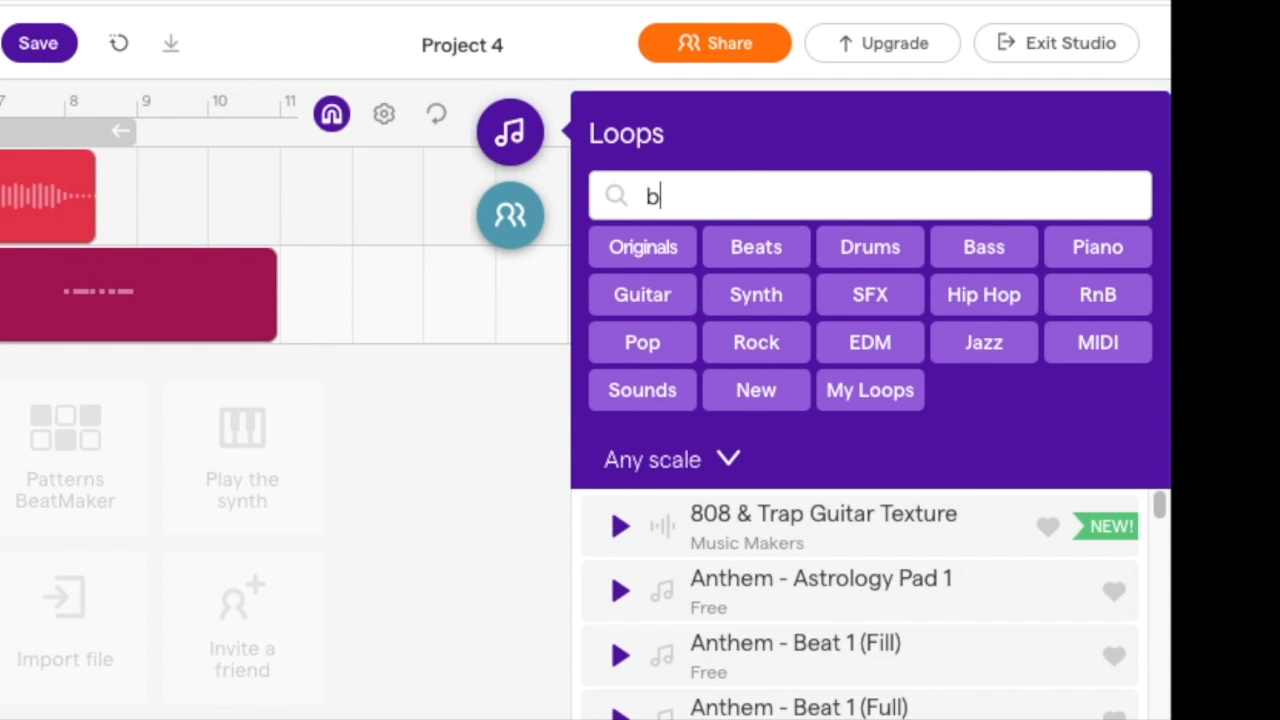 Save
Project 4
Share
Upgrade
Exit Studio
7 8 9 10 11
Loops
b
Originals Beats Drums Bass Piano
Guitar Synth SFX Hip Hop RnB
Pop Rock EDM Jazz MIDI
Sounds New My Loops
Any scale
808 & Trap Guitar Texture
Music Makers
NEW!
Anthem - Astrology Pad 1
Free
Anthem - Beat 1 (Fill)
Free
Anthem - Beat 1 (Full)
Patterns
BeatMaker
Play the
synth
Import file
Invite a
friend